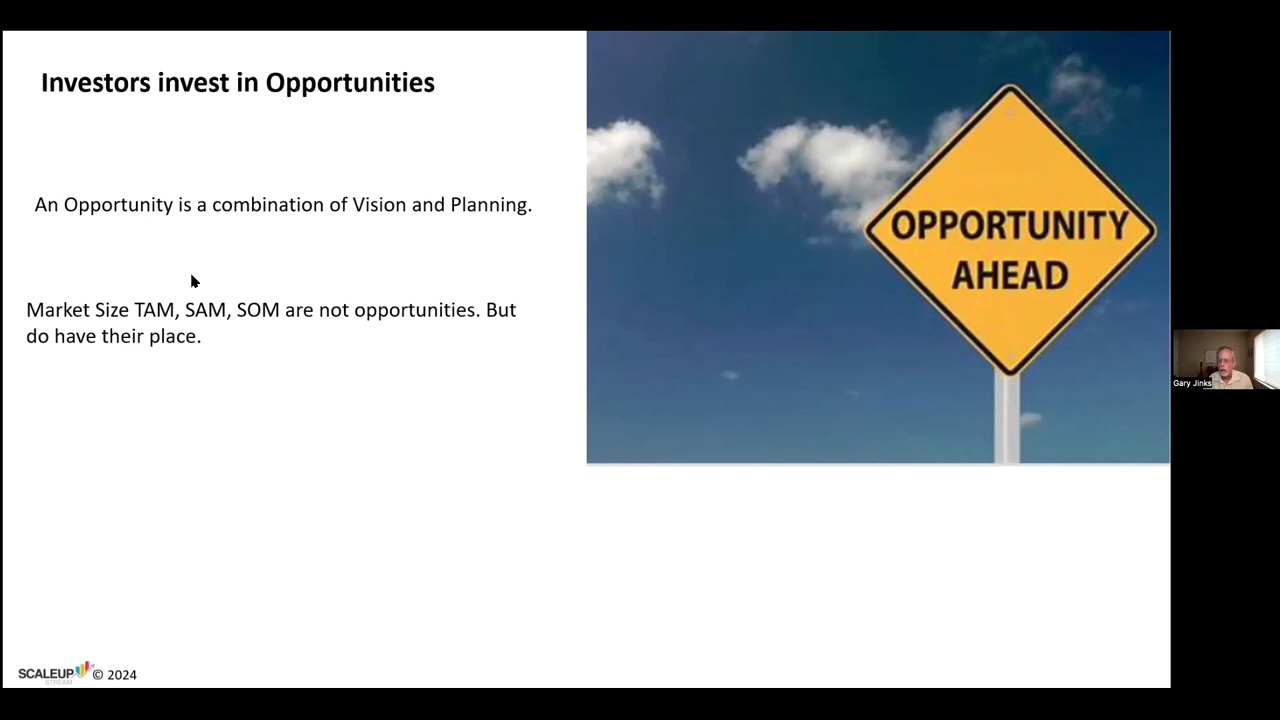 Investors invest in Opportunities
An Opportunity is a combination of Vision and Planning.
Market Size TAM, SAM, SOM are not opportunities. But
do have their place.
OPPORTUNITY
AHEAD
Gary Jinks
SCALEUP
STREAM
© 2024